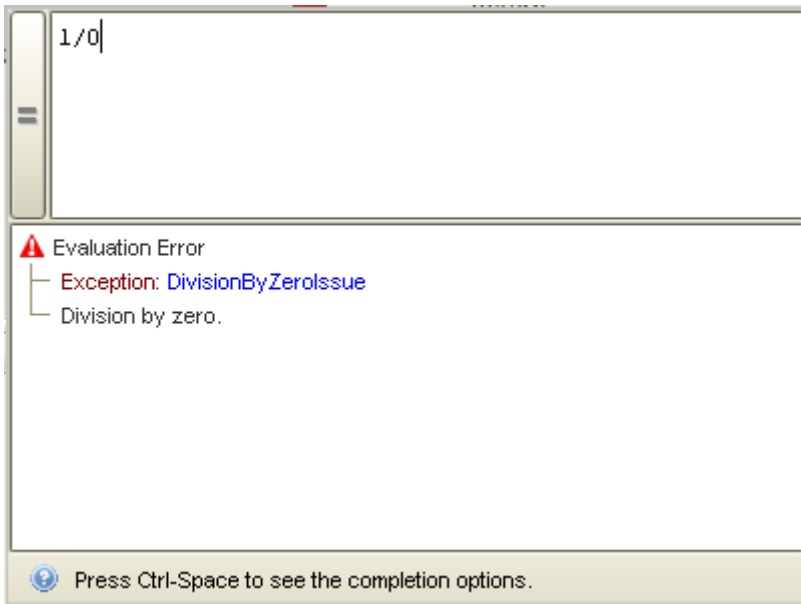 1/0
=
Evaluation Error
Exception: DivisionByZeroIssue
Division by zero.
Press Ctrl-Space to see the completion options.